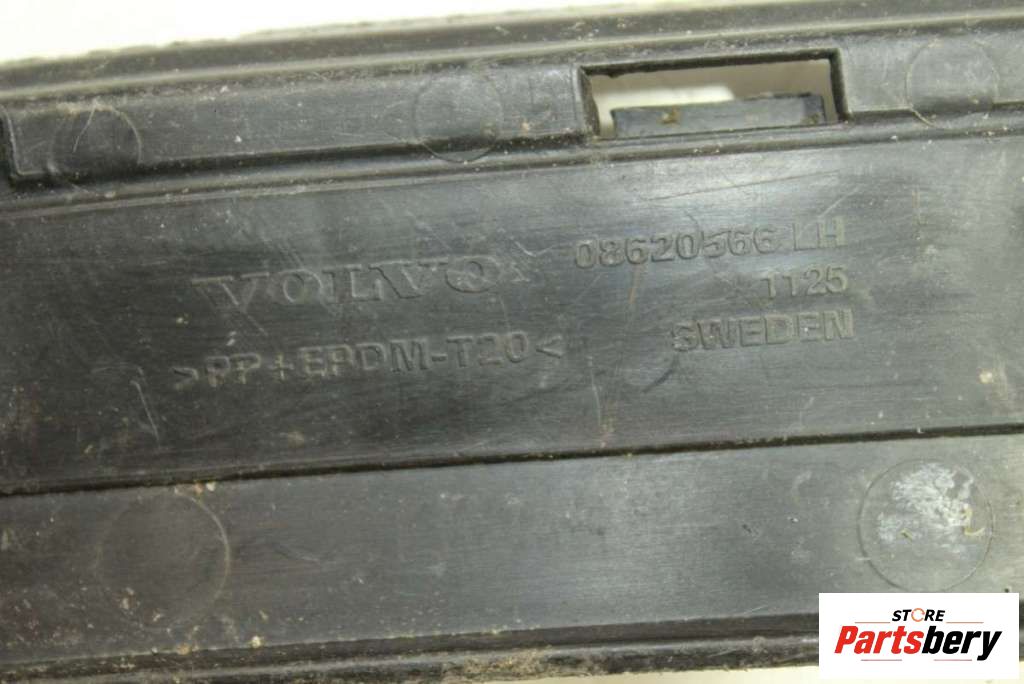 VOLVO
08620566 LH
1125
SWEDEN
>PP+EPDM-T20<
STORE
Partsbery